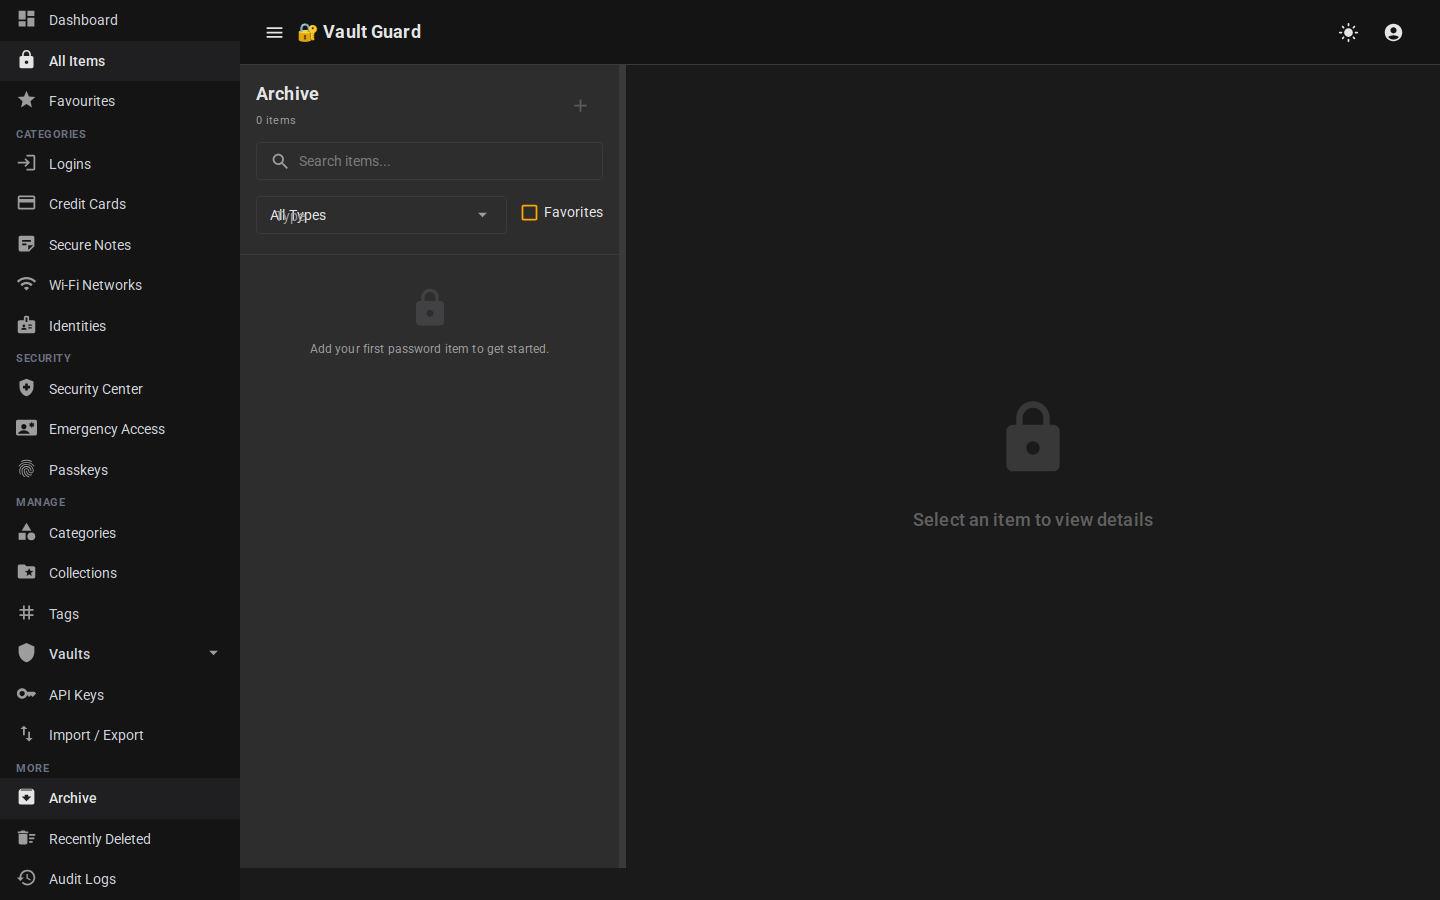 Dashboard
All Items
Favourites
CATEGORIES
Logins
Credit Cards
Secure Notes
Wi-Fi Networks
Identities
SECURITY
Security Center
Emergency Access
Passkeys
MANAGE
Categories
Collections
Tags
Vaults
API Keys
Import / Export
MORE
Archive
Recently Deleted
Audit Logs
Vault Guard
Archive
0 items
Search items...
Type
All Types
Favorites
Add your first password item to get started.
Select an item to view details